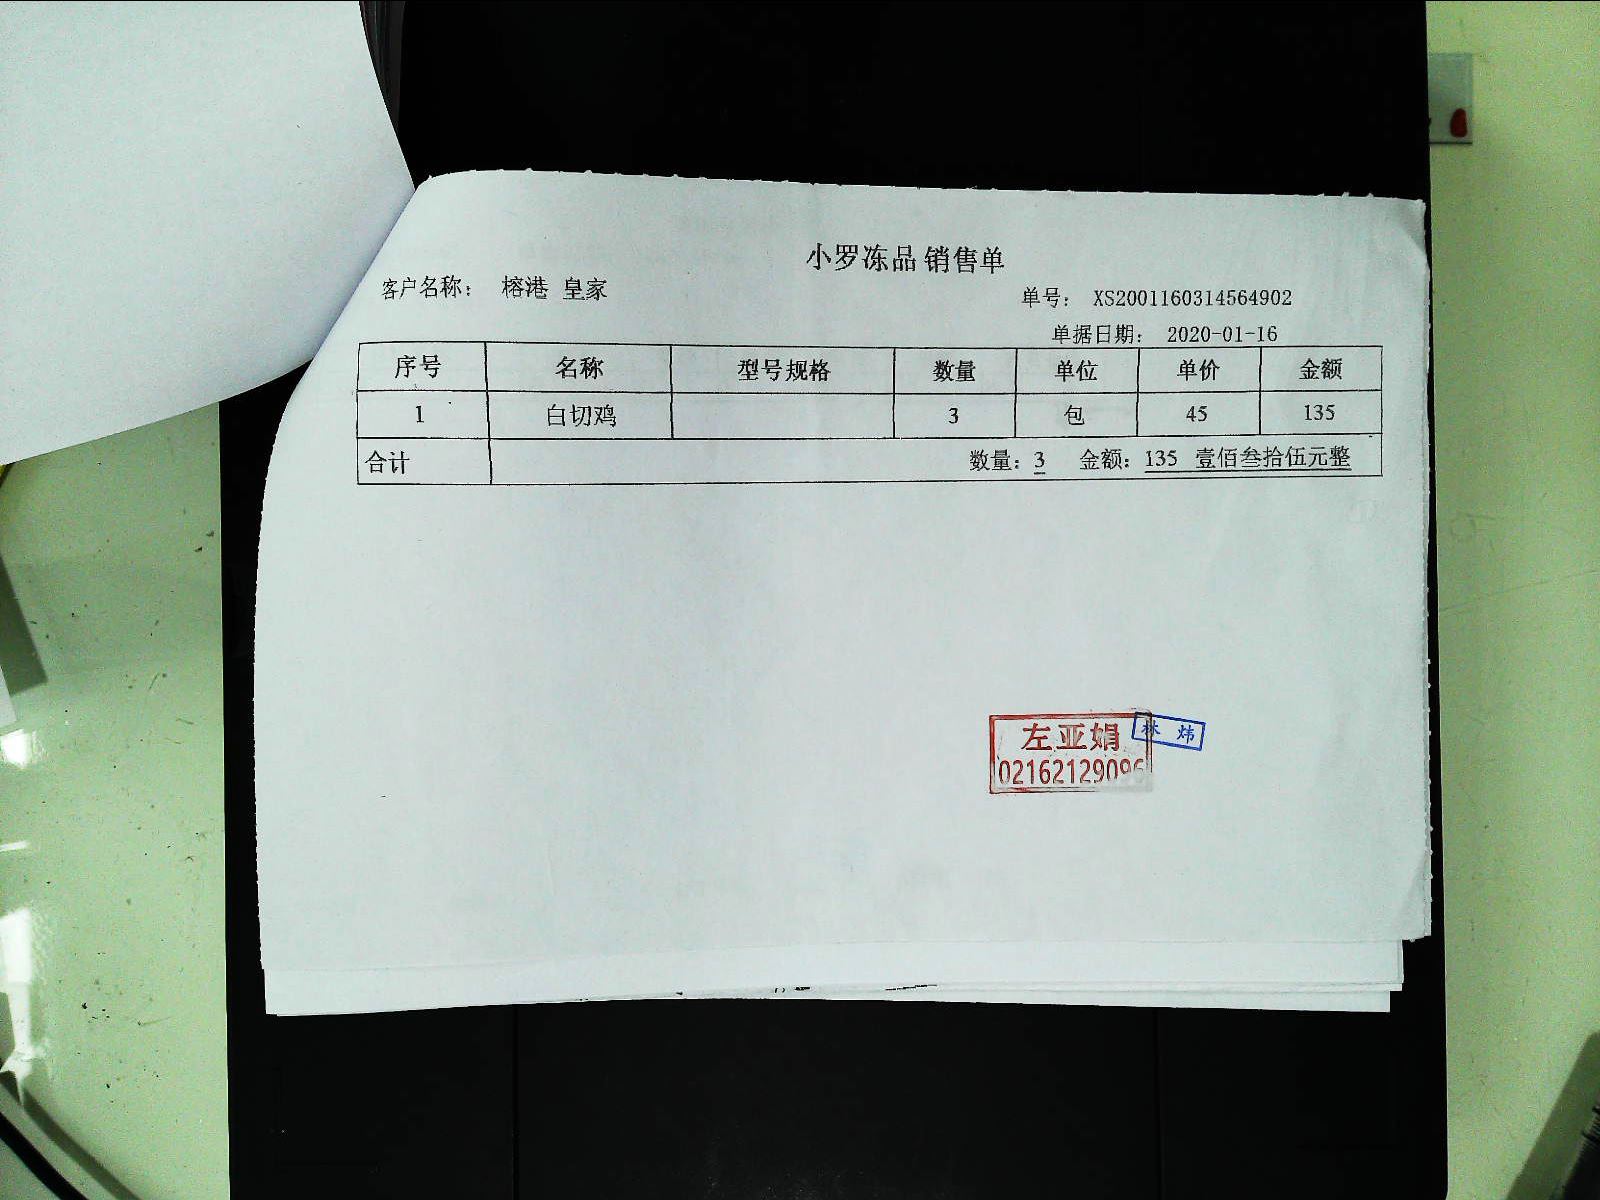 小罗冻品 销售单
客户名称： 榕港 皇家
单号： XS2001160314564902
单据日期： 2020-01-16
序号 名称 型号规格 数量 单位 单价 金额
1 白切鸡 3 包 45 135
合计 数量：3 金额：135 壹佰叁拾伍元整
左亚娟 林炜
02162129096